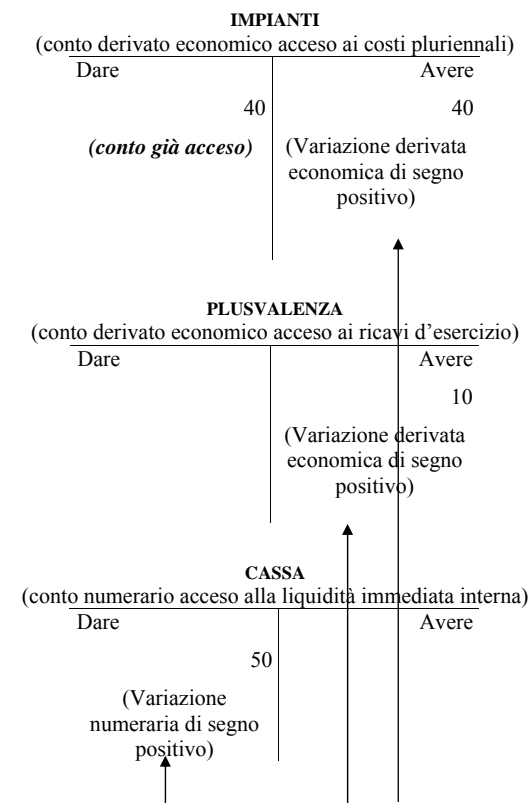 IMPIANTI
(conto derivato economico acceso ai costi pluriennali)
Dare Avere
40 40
(conto già acceso) (Variazione derivata
economica di segno
positivo)
PLUSVALENZA
(conto derivato economico acceso ai ricavi d'esercizio)
Dare Avere
10
(Variazione derivata
economica di segno
positivo)
CASSA
(conto numerario acceso alla liquidità immediata interna)
Dare Avere
50
(Variazione
numeraria di segno
positivo)